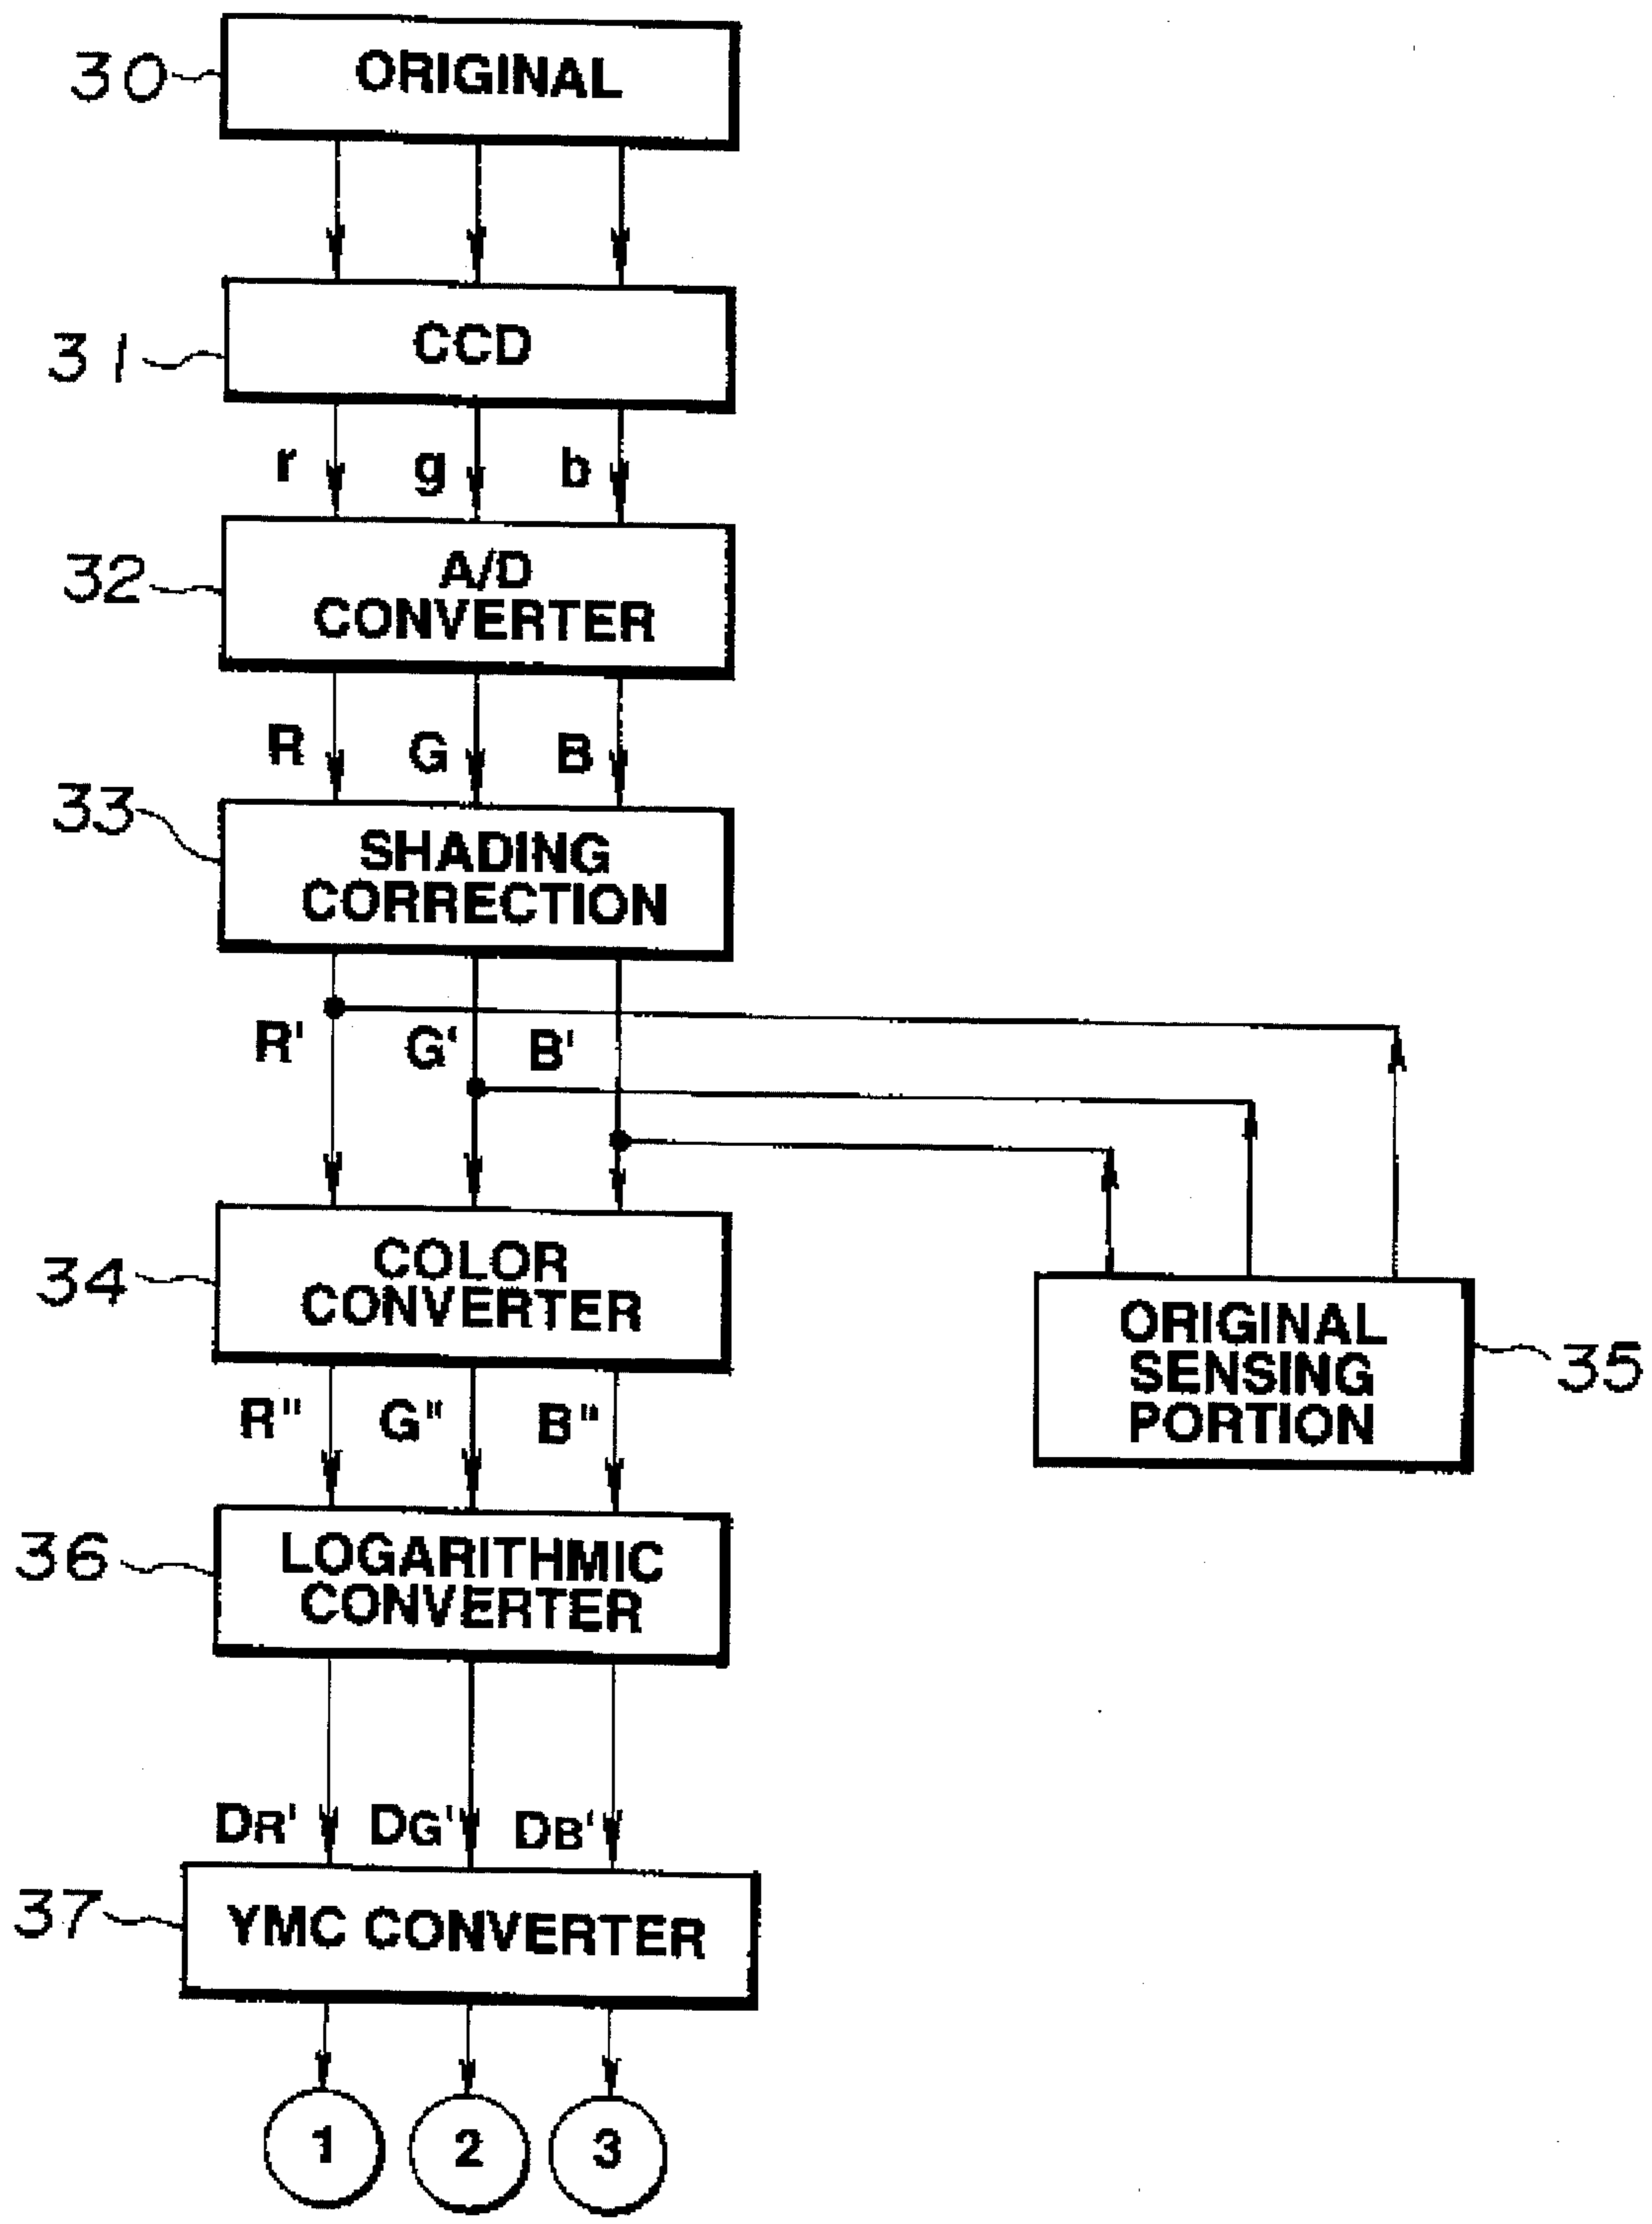 30 ORIGINAL
31 CCD
r g b
32 A/D
CONVERTER
R G B
33 SHADING
CORRECTION
R' G' B'
34 COLOR
CONVERTER
ORIGINAL
SENSING
PORTION
35
R" G" B"
36 LOGARITHMIC
CONVERTER
DR' DG' DB'
37 YMC CONVERTER
1 2 3